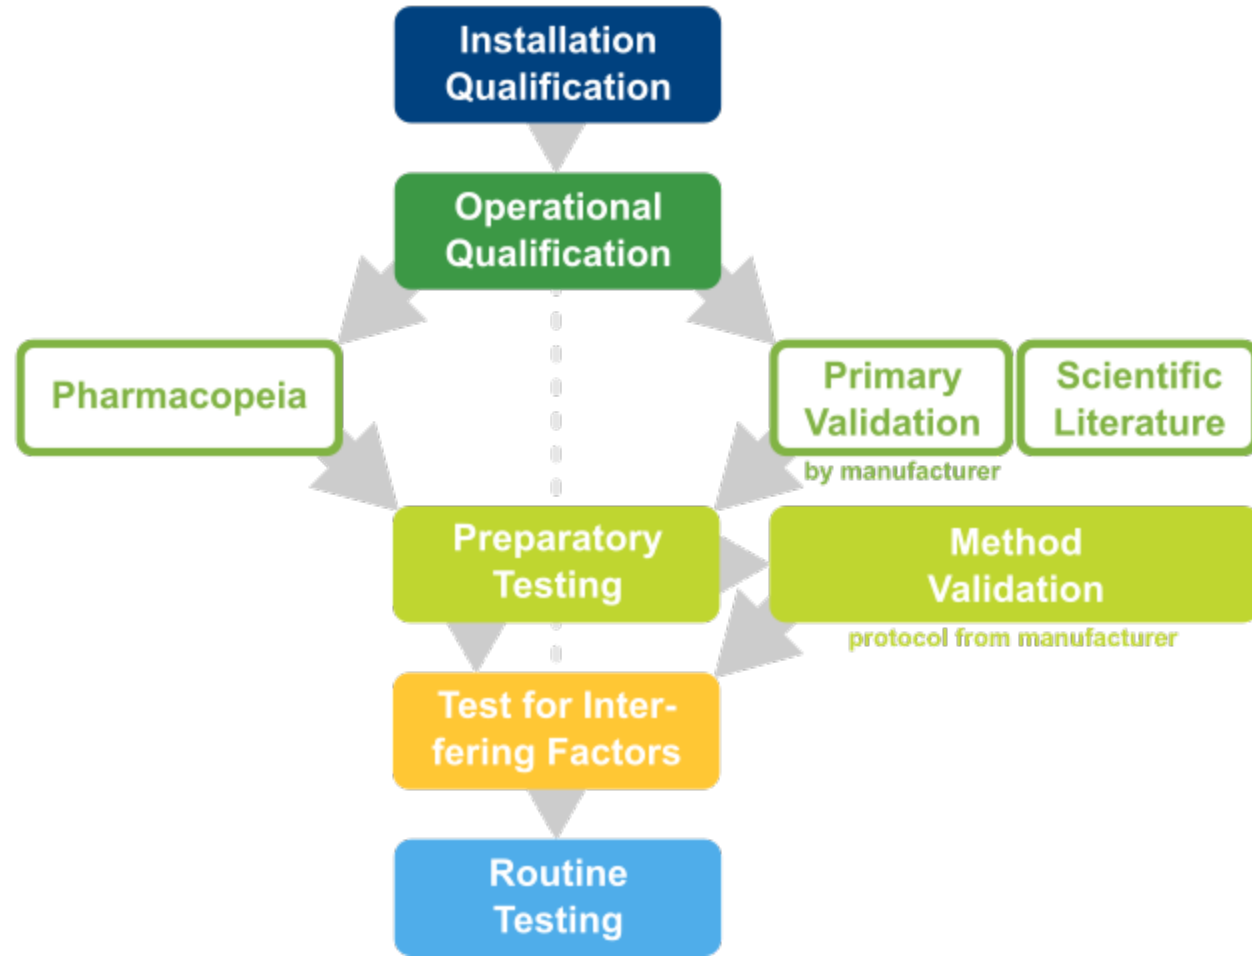 Installation
Qualification
Operational
Qualification
Pharmacopeia
Primary
Validation
by manufacturer
Scientific
Literature
Preparatory
Testing
Method
Validation
protocol from manufacturer
Test for Inter-
fering Factors
Routine
Testing